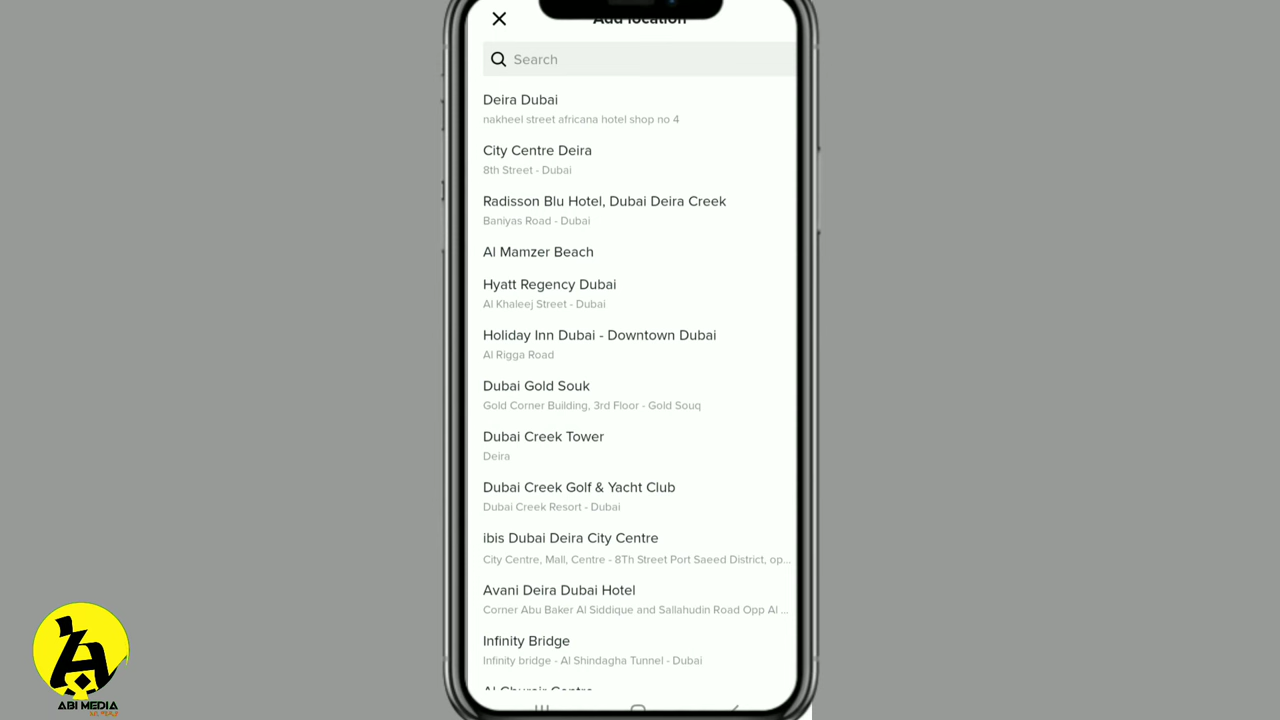 Add location
Search
Deira Dubai
nakheel street africana hotel shop no 4
City Centre Deira
8th Street - Dubai
Radisson Blu Hotel, Dubai Deira Creek
Baniyas Road - Dubai
Al Mamzer Beach
Hyatt Regency Dubai
Al Khaleej Street - Dubai
Holiday Inn Dubai - Downtown Dubai
Al Rigga Road
Dubai Gold Souk
Gold Corner Building, 3rd Floor - Gold Souq
Dubai Creek Tower
Deira
Dubai Creek Golf & Yacht Club
Dubai Creek Resort - Dubai
ibis Dubai Deira City Centre
City Centre, Mall, Centre - 8Th Street Port Saeed District, op...
Avani Deira Dubai Hotel
Corner Abu Baker Al Siddique and Sallahudin Road Opp Al ...
Infinity Bridge
Infinity bridge - Al Shindagha Tunnel - Dubai
ABI MEDIA